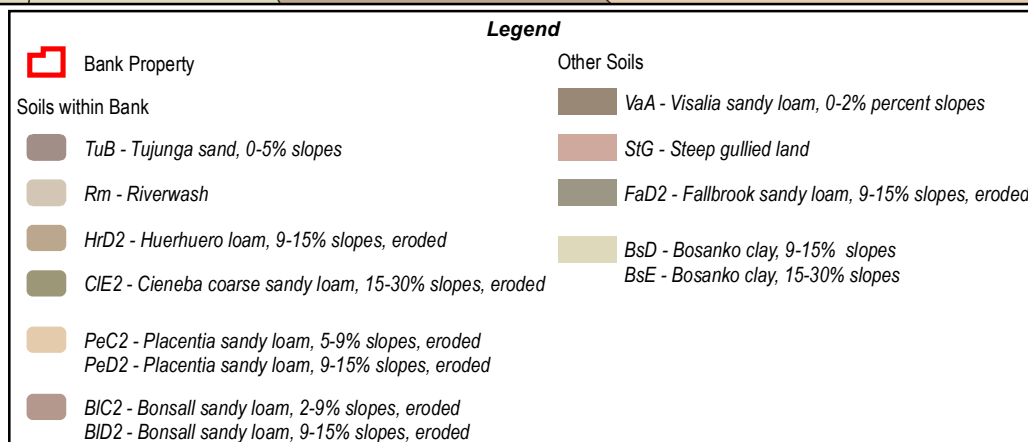 Legend
Bank Property
Soils within Bank
TuB - Tujunga sand, 0-5% slopes
Rm - Riverwash
HrD2 - Huerhuero loam, 9-15% slopes, eroded
ClE2 - Cieneba coarse sandy loam, 15-30% slopes, eroded
PeC2 - Placentia sandy loam, 5-9% slopes, eroded
PeD2 - Placentia sandy loam, 9-15% slopes, eroded
BlC2 - Bonsall sandy loam, 2-9% slopes, eroded
BlD2 - Bonsall sandy loam, 9-15% slopes, eroded
Other Soils
VaA - Visalia sandy loam, 0-2% percent slopes
StG - Steep gullied land
FaD2 - Fallbrook sandy loam, 9-15% slopes, eroded
BsD - Bosanko clay, 9-15% slopes
BsE - Bosanko clay, 15-30% slopes